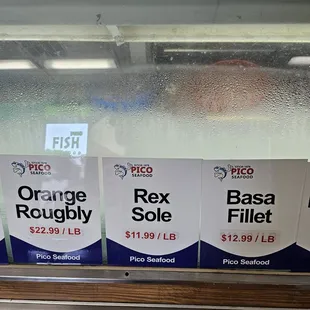 FISH
PICO
SEAFOOD
Orange
Rougbly
$22.99 / LB
Pico Seafood
PICO
SEAFOOD
Rex
Sole
$11.99 / LB
Pico Seafood
PICO
SEAFOOD
Basa
Fillet
$12.99 / LB
Pico Seafood